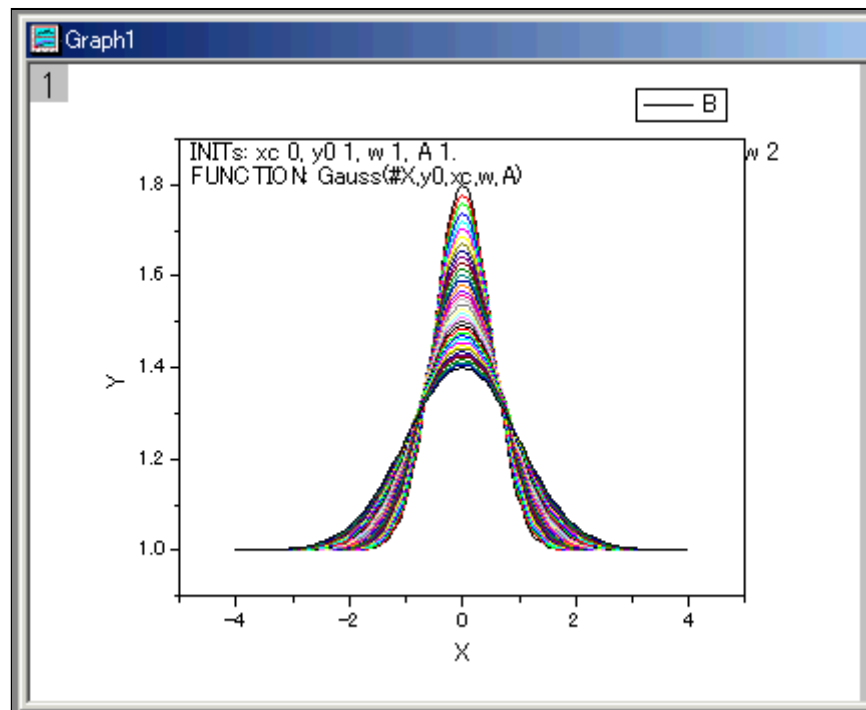 Graph1
1
B
INITs: xc 0, y0 1, w 1, A 1.
w 2
FUNCTION: Gauss(#X,y0,xc,w,A)
1.8
1.6
1.4
1.2
1.0
Y
-4
-2
0
2
4
X